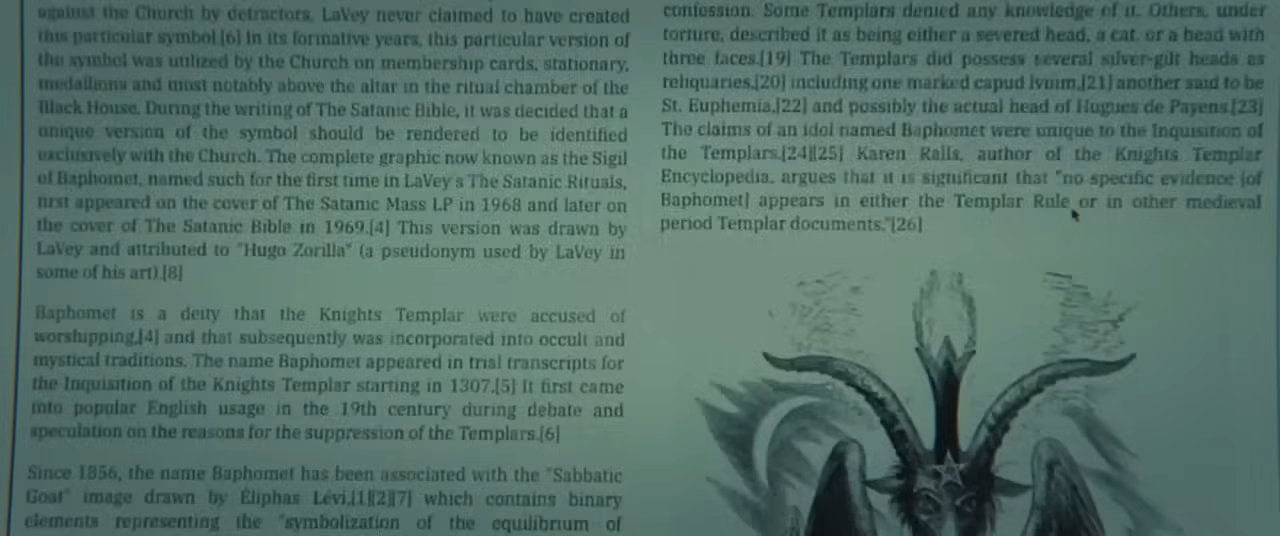 against the Church by detractors. LaVey never claimed to have created
this particular symbol.[6] In its formative years, this particular version of
the symbol was utilized by the Church on membership cards, stationary,
medallions and most notably above the altar in the ritual chamber of the
Black House. During the writing of The Satanic Bible, it was decided that a
unique version of the symbol should be rendered to be identified
exclusively with the Church. The complete graphic now known as the Sigil
of Baphomet, named such for the first time in LaVey s The Satanic Rituals,
first appeared on the cover of The Satanic Mass LP in 1968 and later on
the cover of The Satanic Bible in 1969.[4] This version was drawn by
LaVey and attributed to "Hugo Zorilla" (a pseudonym used by LaVey in
some of his art).[8]
Baphomet is a deity that the Knights Templar were accused of
worshipping,[4] and that subsequently was incorporated into occult and
mystical traditions. The name Baphomet appeared in trial transcripts for
the Inquisition of the Knights Templar starting in 1307.[5] It first came
into popular English usage in the 19th century during debate and
speculation on the reasons for the suppression of the Templars.[6]
Since 1856, the name Baphomet has been associated with the "Sabbatic
Goat" image drawn by Éliphas Lévi,[1][2][7] which contains binary
elements representing the "symbolization of the equilibrium of
confession. Some Templars denied any knowledge of it. Others, under
torture, described it as being either a severed head, a cat, or a head with
three faces.[19] The Templars did possess several silver-gilt heads as
reliquaries,[20] including one marked capud lviiim,[21] another said to be
St. Euphemia,[22] and possibly the actual head of Hugues de Payens.[23]
The claims of an idol named Baphomet were unique to the Inquisition of
the Templars.[24][25] Karen Ralls, author of the Knights Templar
Encyclopedia, argues that it is significant that "no specific evidence [of
Baphomet] appears in either the Templar Rule or in other medieval
period Templar documents."[26]